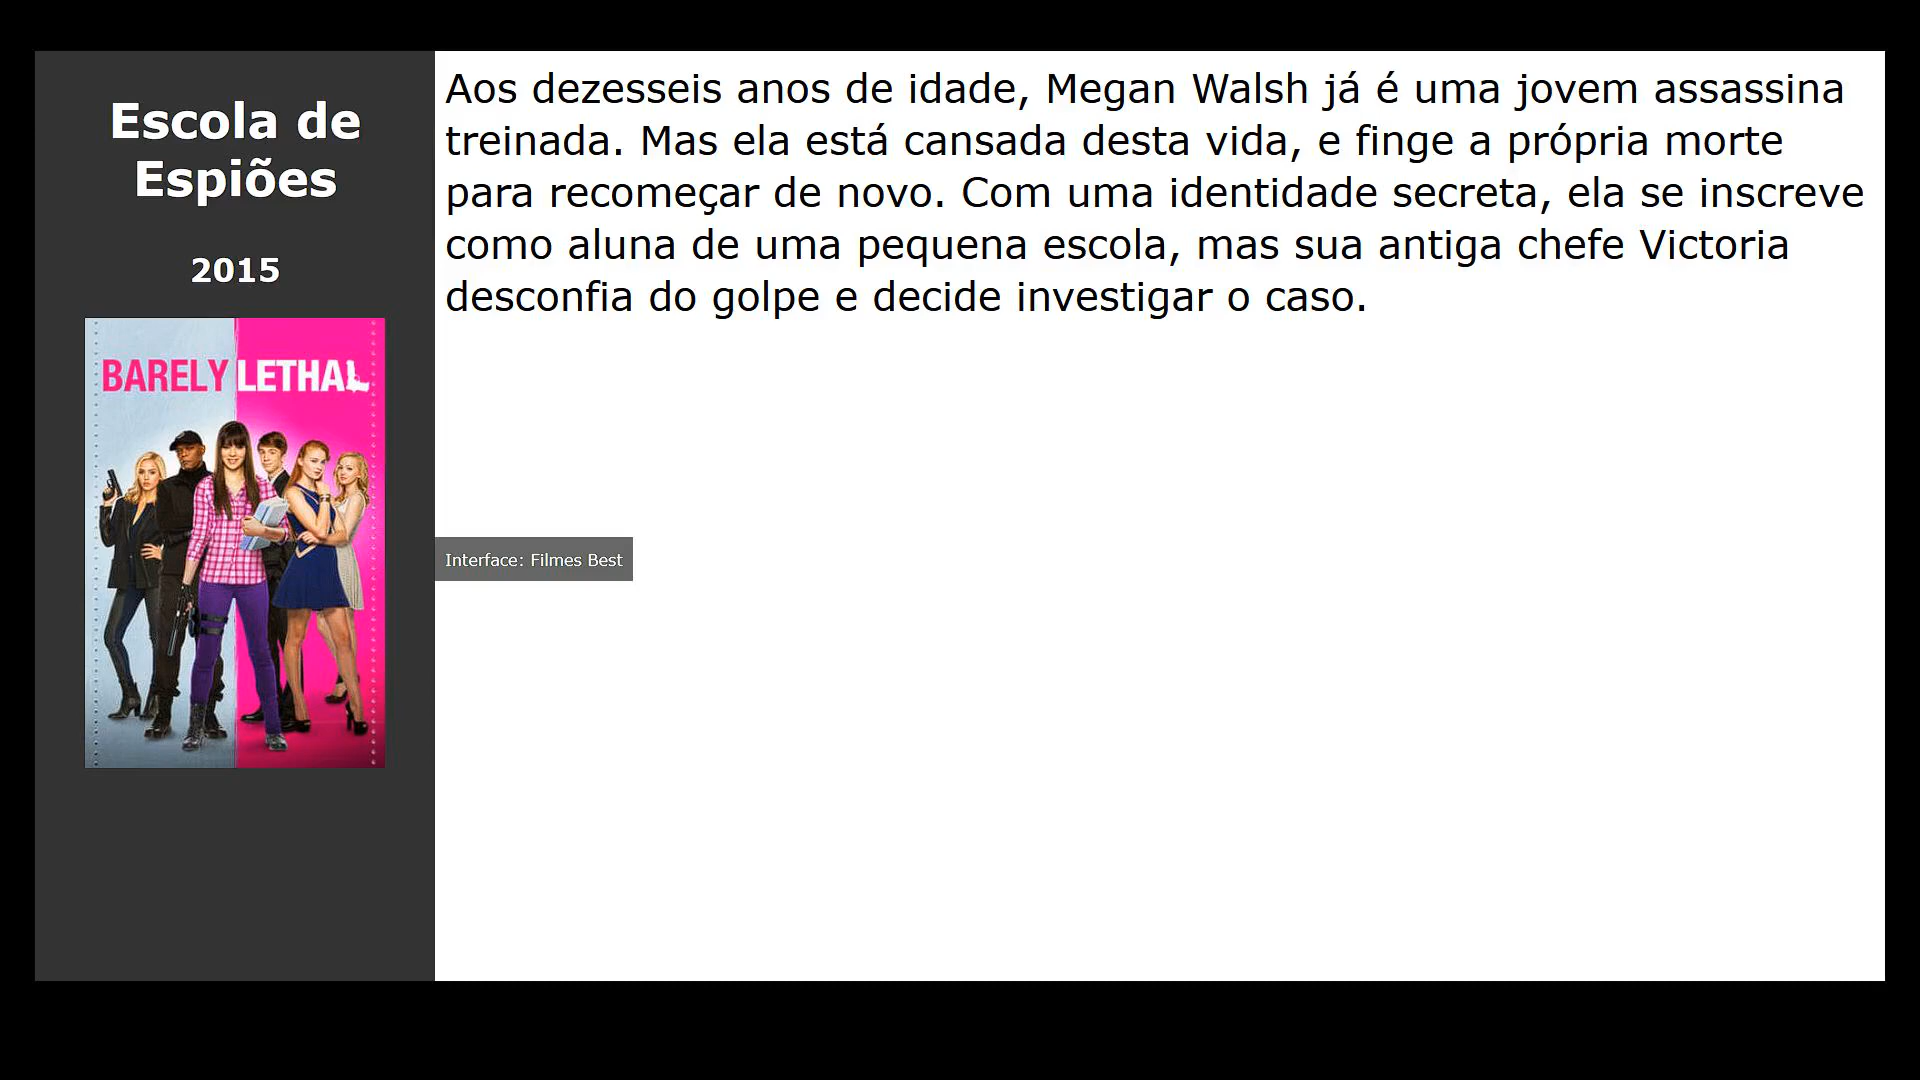 Escola de
Espiões
2015
BARELY LETHAL
Aos dezesseis anos de idade, Megan Walsh já é uma jovem assassina
treinada. Mas ela está cansada desta vida, e finge a própria morte
para recomeçar de novo. Com uma identidade secreta, ela se inscreve
como aluna de uma pequena escola, mas sua antiga chefe Victoria
desconfia do golpe e decide investigar o caso.
Interface: Filmes Best